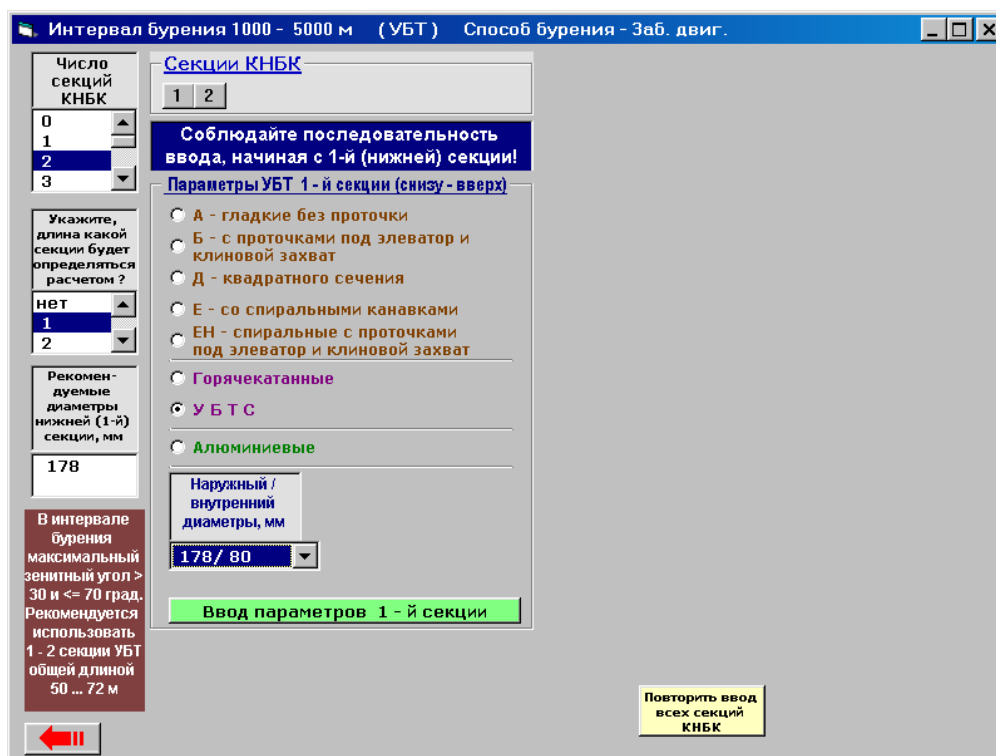 Интервал бурения 1000 - 5000 м (УБТ) Способ бурения - Заб. двиг.
Число
секций
КНБК
0
1
2
3
Укажите,
длина какой
секции будет
определяться
расчетом ?
нет
1
2
Рекомен-
дуемые
диаметры
нижней (1-й)
секции, мм
178
В интервале
бурения
максимальный
зенитный угол >
30 и <= 70 град.
Рекомендуется
использовать
1 - 2 секции УБТ
общей длиной
50 ... 72 м
Секции КНБК
1 2
Соблюдайте последовательность
ввода, начиная с 1-й (нижней) секции!
Параметры УБТ 1 - й секции (снизу - вверх)
А - гладкие без проточки
Б - с проточками под элеватор и
клиновой захват
Д - квадратного сечения
Е - со спиральными канавками
ЕН - спиральные с проточками
под элеватор и клиновой захват
Горячекатанные
У Б Т С
Алюминиевые
Наружный /
внутренний
диаметры, мм
178/ 80
Ввод параметров 1 - й секции
Повторить ввод
всех секций
КНБК